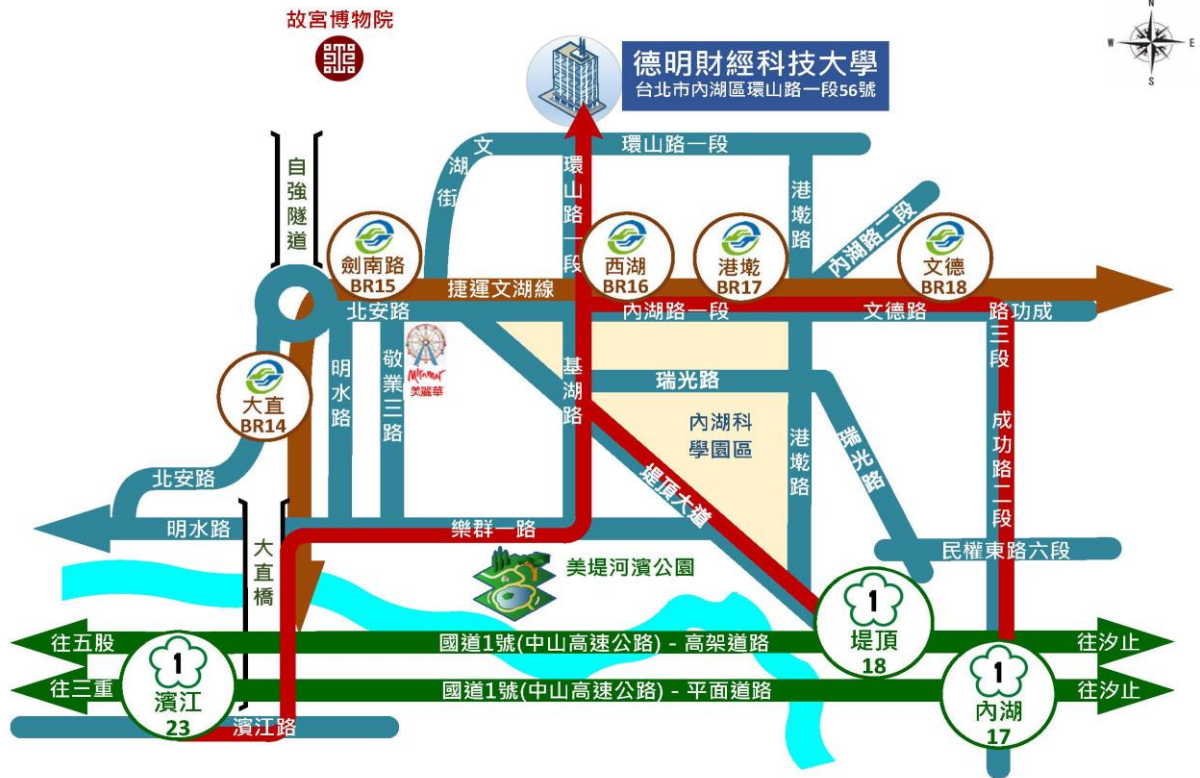 故宮博物院
N
W
E
S
德明財經科技大學
台北市內湖區環山路一段56號
文湖街
環山路一段
環山路一段
港墘路
內湖路二段
自強隧道
劍南路
BR15
西湖
BR16
港墘
BR17
文德
BR18
捷運文湖線
北安路
內湖路一段
文德路
路功成
三段
大直
BR14
明水路
敬業三路
Miramar
美麗華
基湖路
瑞光路
內湖科
學園區
港墘路
瑞光路
成功路二段
堤頂大道
北安路
明水路
樂群一路
民權東路六段
大直橋
美堤河濱公園
1
堤頂
18
往五股
國道1號(中山高速公路) - 高架道路
往汐止
1
濱江
23
往三重
國道1號(中山高速公路) - 平面道路
往汐止
1
內湖
17
濱江路